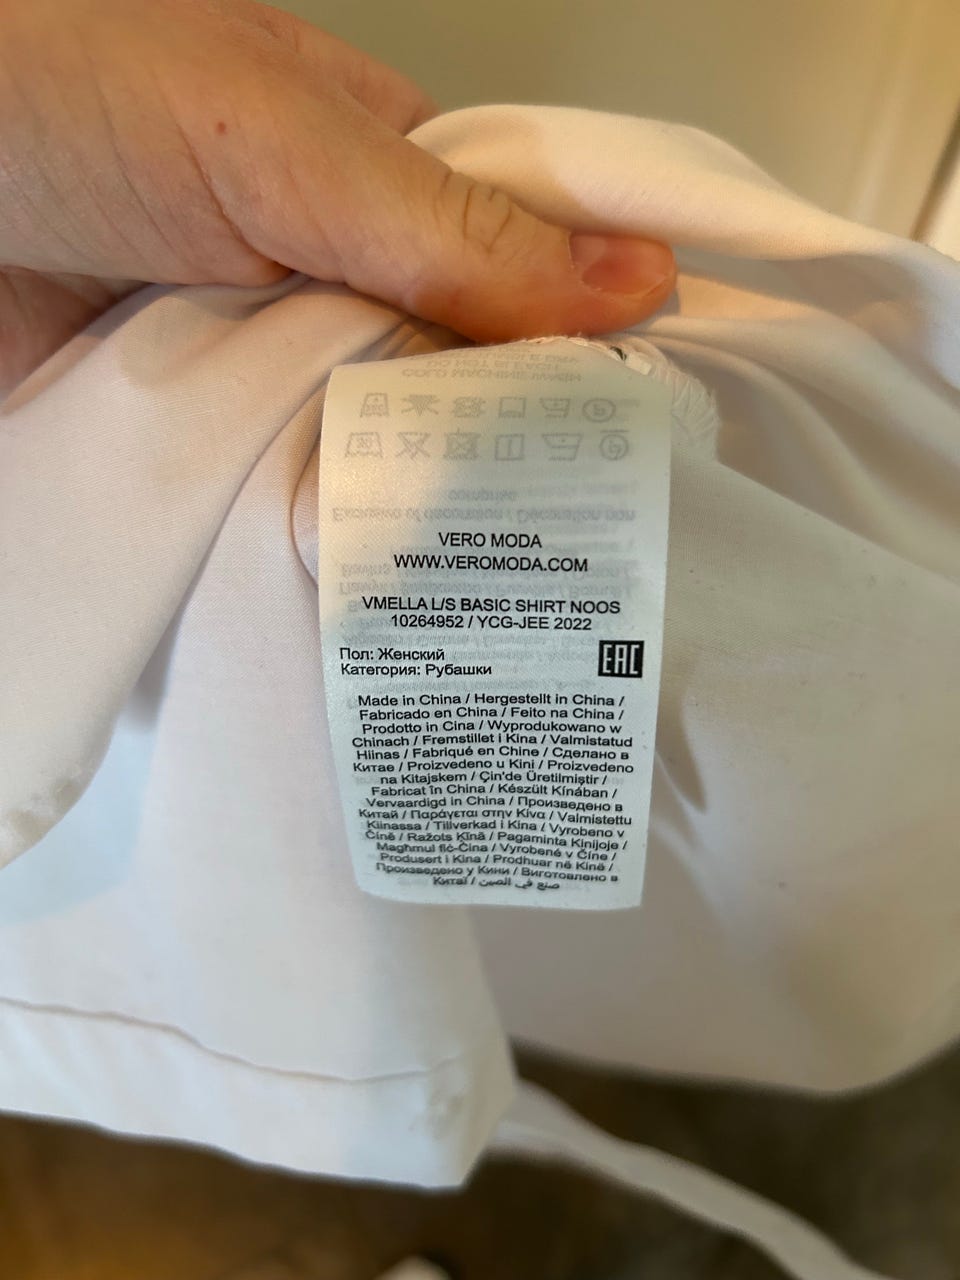 VERO MODA
WWW.VEROMODA.COM
VMELLA L/S BASIC SHIRT NOOS
10264952 / YCG-JEE 2022
Пол: Женский
Категория: Рубашки
EAC
Made in China / Hergestellt in China /
Fabricado en China / Feito na China /
Prodotto in Cina / Wyprodukowano w
Chinach / Fremstillet i Kina / Valmistatud
Hiinas / Fabriqué en Chine / Сделано в
Китае / Proizvedeno u Kini / Proizvedeno
na Kitajskem / Çin'de Üretilmiştir /
Fabricat în China / Készült Kínában /
Vervaardigd in China / Произведено в
Китай / Παράγεται στην Κίνα / Valmistettu
Kiinassa / Tillverkad i Kina / Vyrobeno v
Číně / Ražots Ķīnā / Pagaminta Kinijoje /
Magħmul fiċ-Ċina / Vyrobené v Číne /
Produsert i Kina / Prodhuar në Kinë /
Произведено у Кини / Виготовлено в
Китаї / صنع في الصين